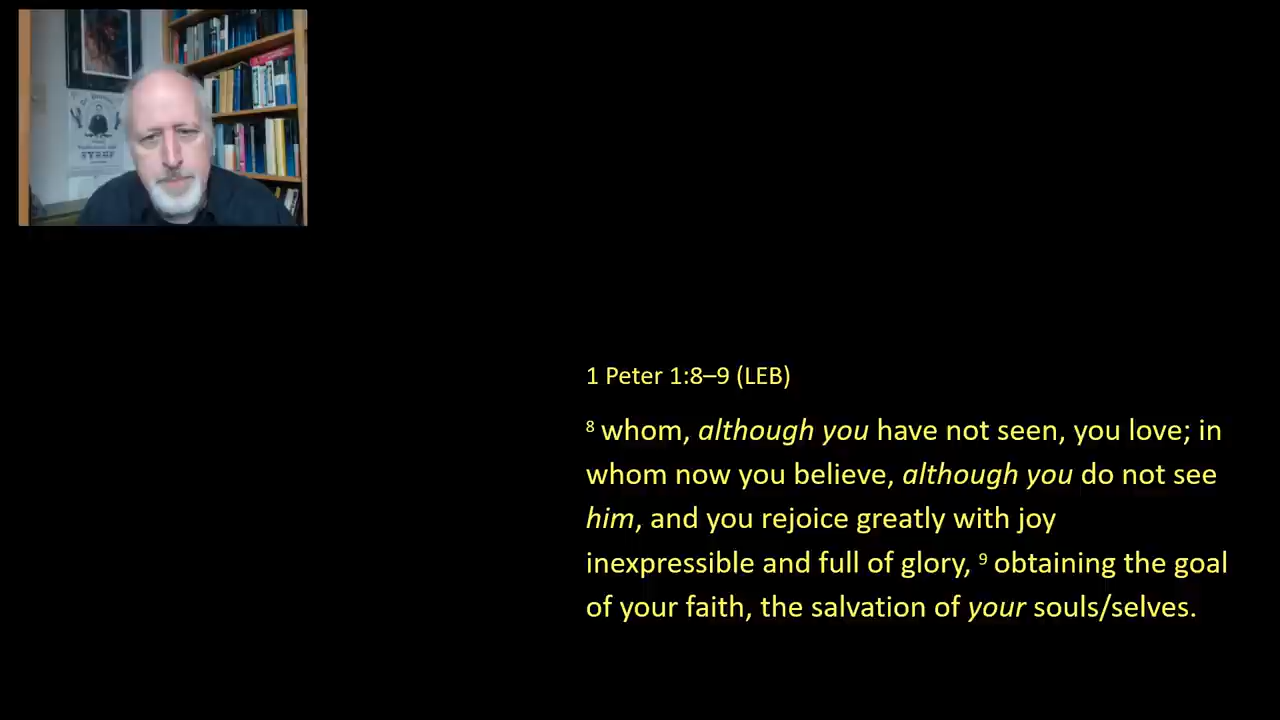 SYRUP
1 Peter 1:8–9 (LEB)
8 whom, although you have not seen, you love; in
whom now you believe, although you do not see
him, and you rejoice greatly with joy
inexpressible and full of glory, 9 obtaining the goal
of your faith, the salvation of your souls/selves.